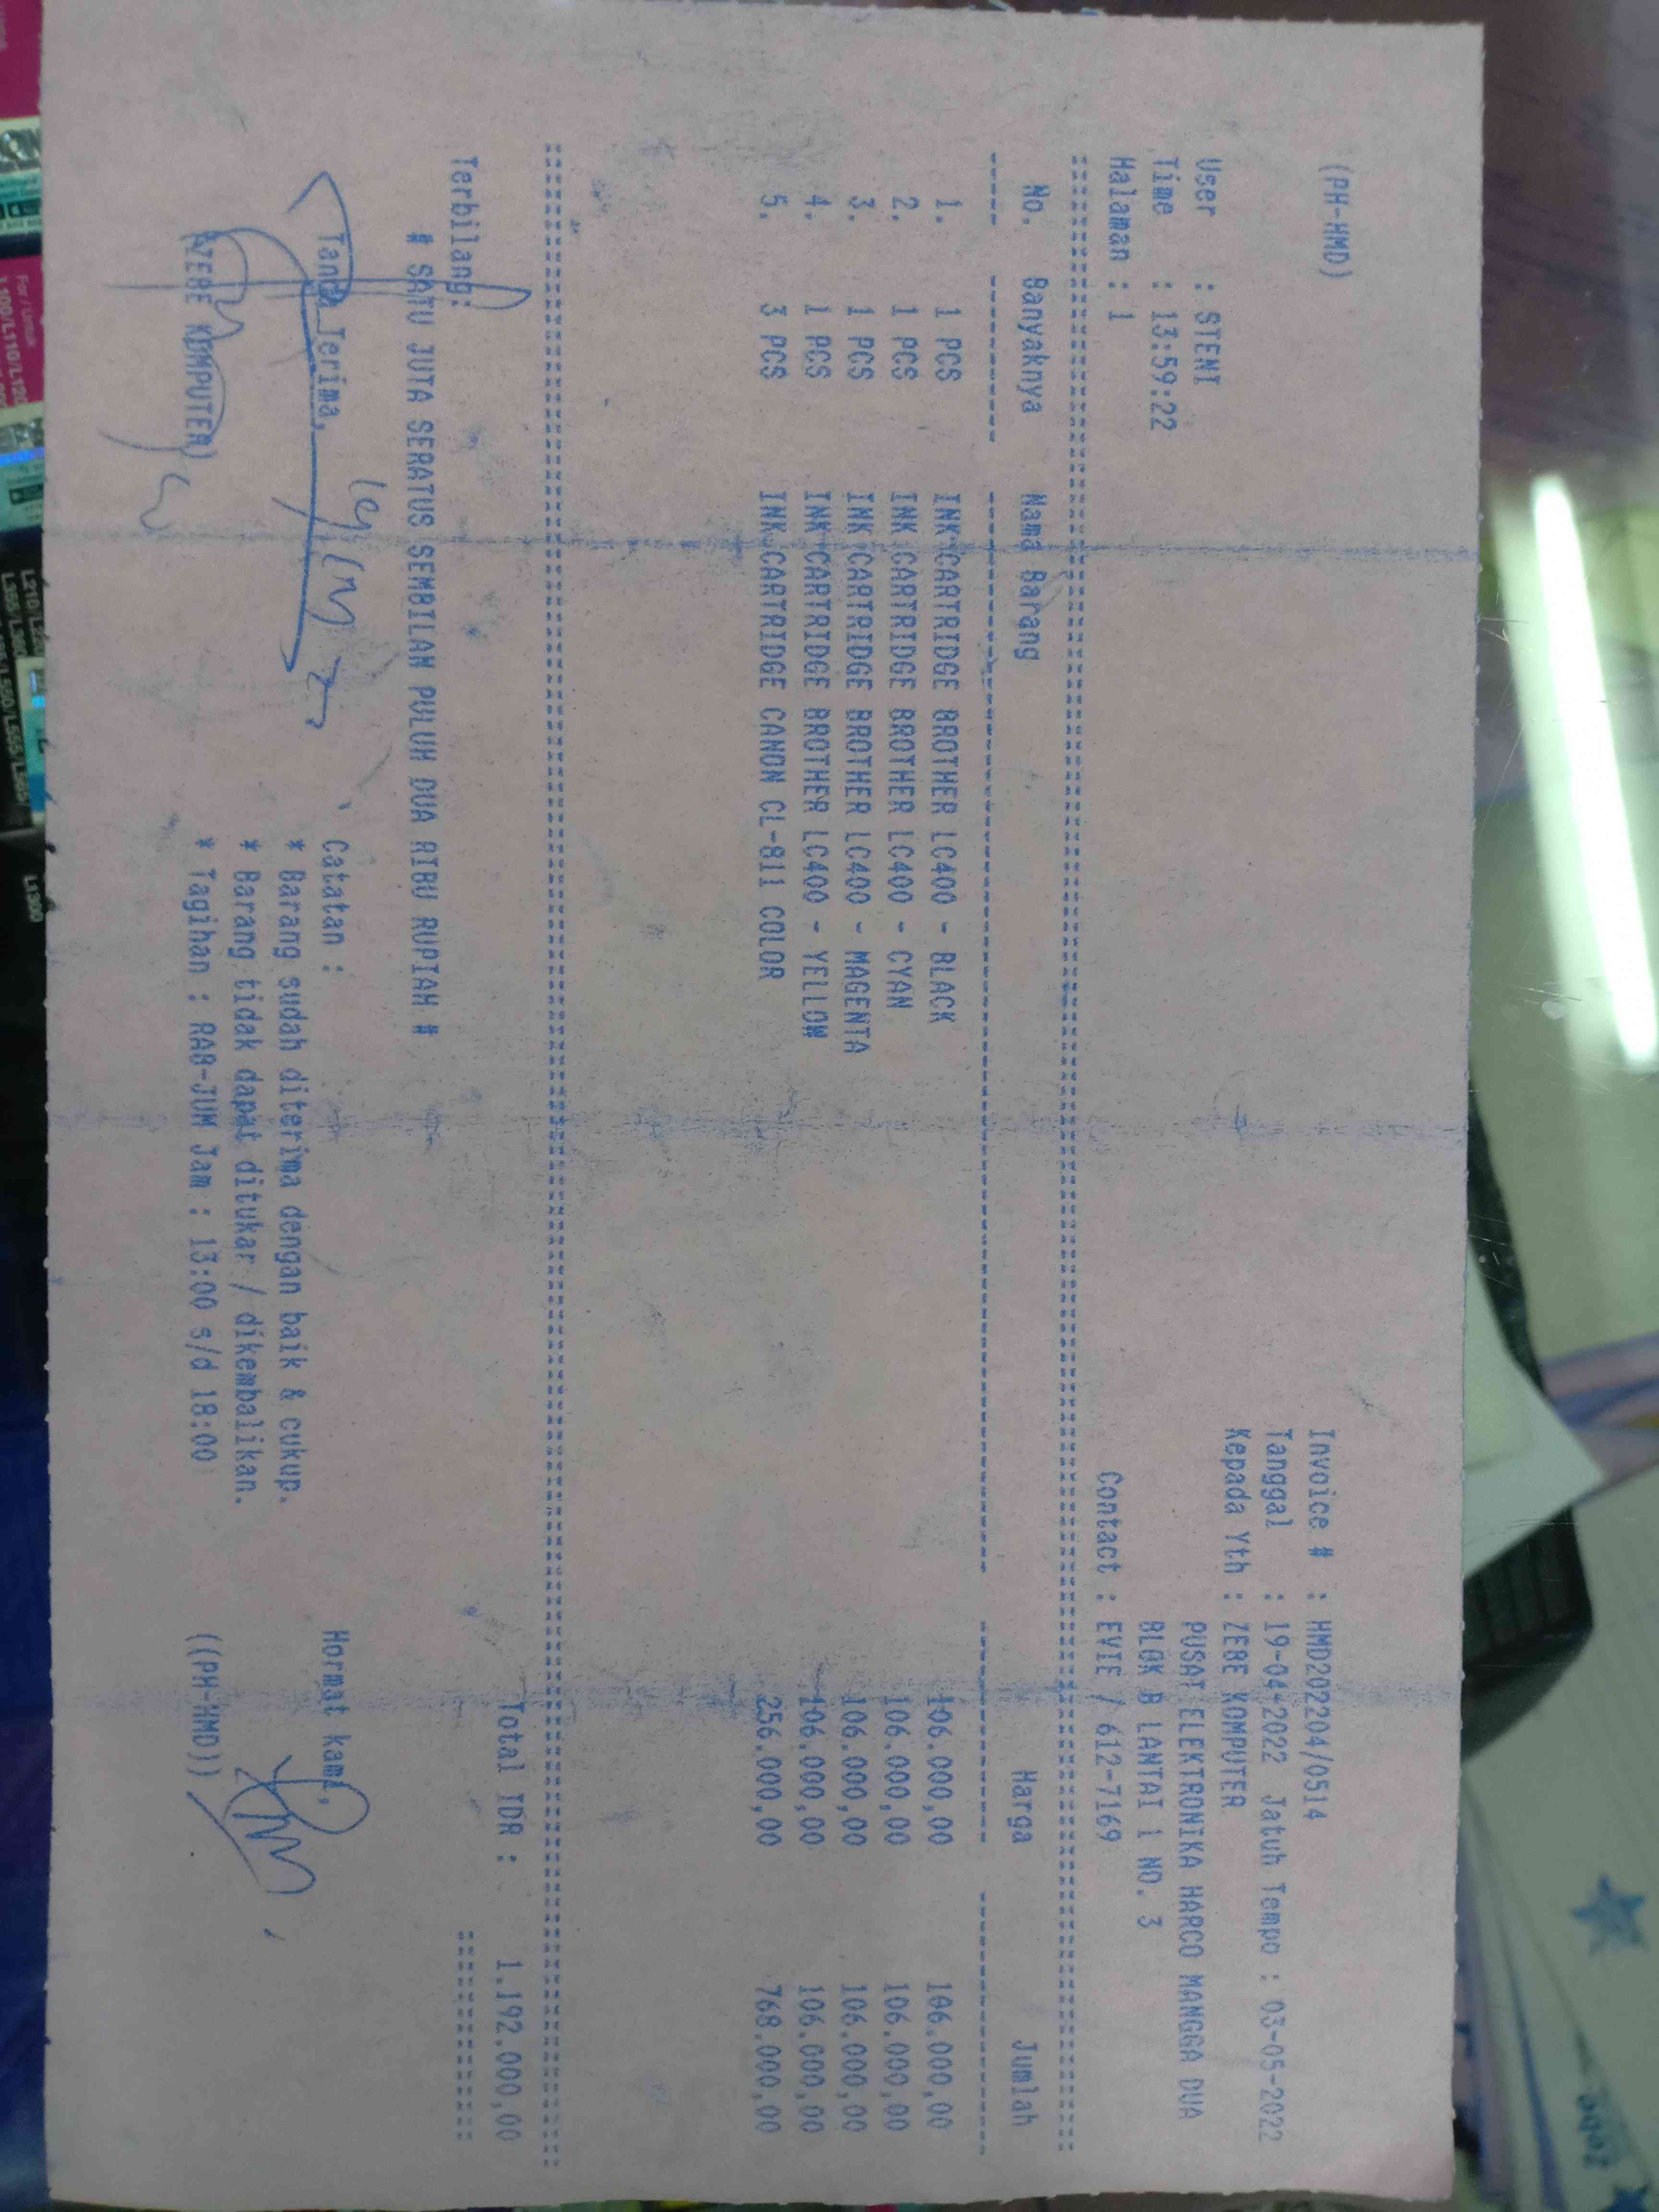 (PH-HMD)
Invoice # : HMD202204/0514
Tanggal : 19-04-2022 Jatuh Tempo : 03-05-2022
Kepada Yth : ZEBE KOMPUTER
PUSAT ELEKTRONIKA HARCO MANGGA DUA
BLOK B LANTAI 1 NO. 3
Contact : EVIE / 612-7169
User : STENI
Time : 13:59:22
Halaman : 1
No. Banyaknya Nama Barang Harga Jumlah
1. 1 PCS INK CARTRIDGE BROTHER LC400 - BLACK 106.000,00 106.000,00
2. 1 PCS INK CARTRIDGE BROTHER LC400 - CYAN 106.000,00 106.000,00
3. 1 PCS INK CARTRIDGE BROTHER LC400 - MAGENTA 106.000,00 106.000,00
4. 1 PCS INK CARTRIDGE BROTHER LC400 - YELLOW 106.000,00 106.000,00
5. 3 PCS INK CARTRIDGE CANON CL-811 COLOR 256.000,00 768.000,00
Total IDR : 1.192.000,00
Terbilang:
# SATU JUTA SERATUS SEMBILAN PULUH DUA RIBU RUPIAH #
Tanda Terima,
(ZEBE KOMPUTER)
Catatan :
* Barang sudah diterima dengan baik & cukup.
* Barang tidak dapat ditukar / dikembalikan.
* Tagihan : RAB-JUM Jam : 13:00 s/d 18:00
Hormat kami,
((PH-HMD))
For / Untuk
L100/L110/L120
L1300